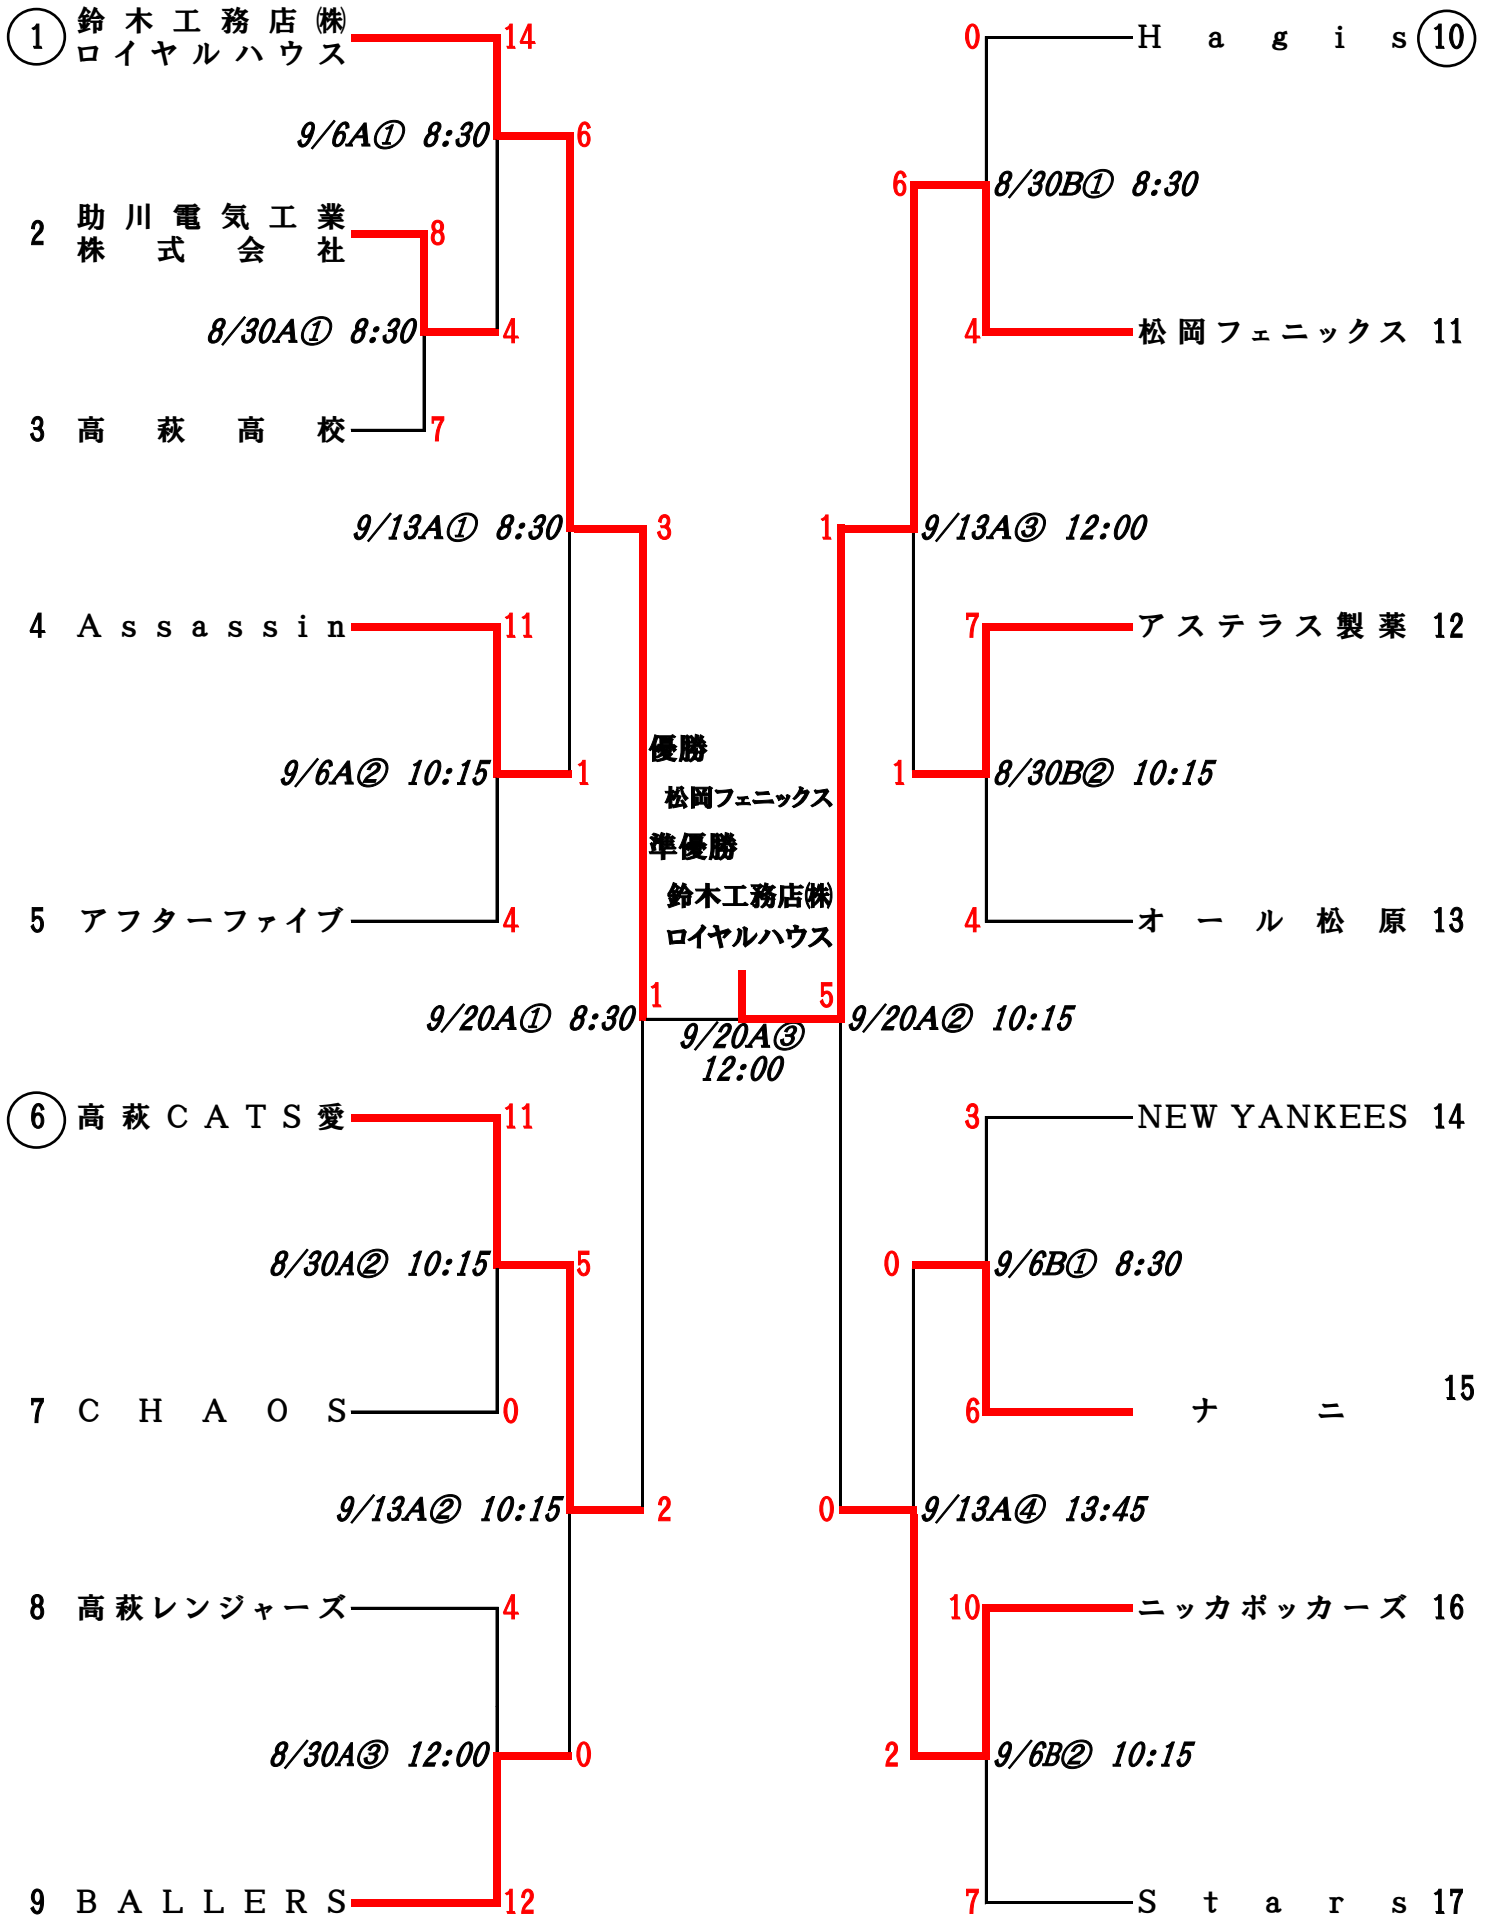 1 鈴木工務店㈱
ロイヤルハウス
14
9/6A① 8:30
6
2 助川電気工業
株式会社
8
8/30A① 8:30
4
3 高萩高校
7
9/13A① 8:30
3
4 Assassin
11
9/6A② 10:15
1
5 アフターファイブ
4
9/20A① 8:30
1
6 高萩CATS愛
11
8/30A② 10:15
5
7 CHAOS
0
9/13A② 10:15
2
8 高萩レンジャーズ
4
8/30A③ 12:00
0
9 BALLERS
12
優勝
松岡フェニックス
準優勝
鈴木工務店㈱
ロイヤルハウス
9/20A③
12:00
0
Hagis 10
6
8/30B① 8:30
4
松岡フェニックス 11
1
9/13A③ 12:00
7
アステラス製薬 12
1
8/30B② 10:15
4
オール松原 13
5
9/20A② 10:15
3
NEW YANKEES 14
0
9/6B① 8:30
6
ナニ 15
0
9/13A④ 13:45
10
ニッカポッカーズ 16
2
9/6B② 10:15
7
Stars 17